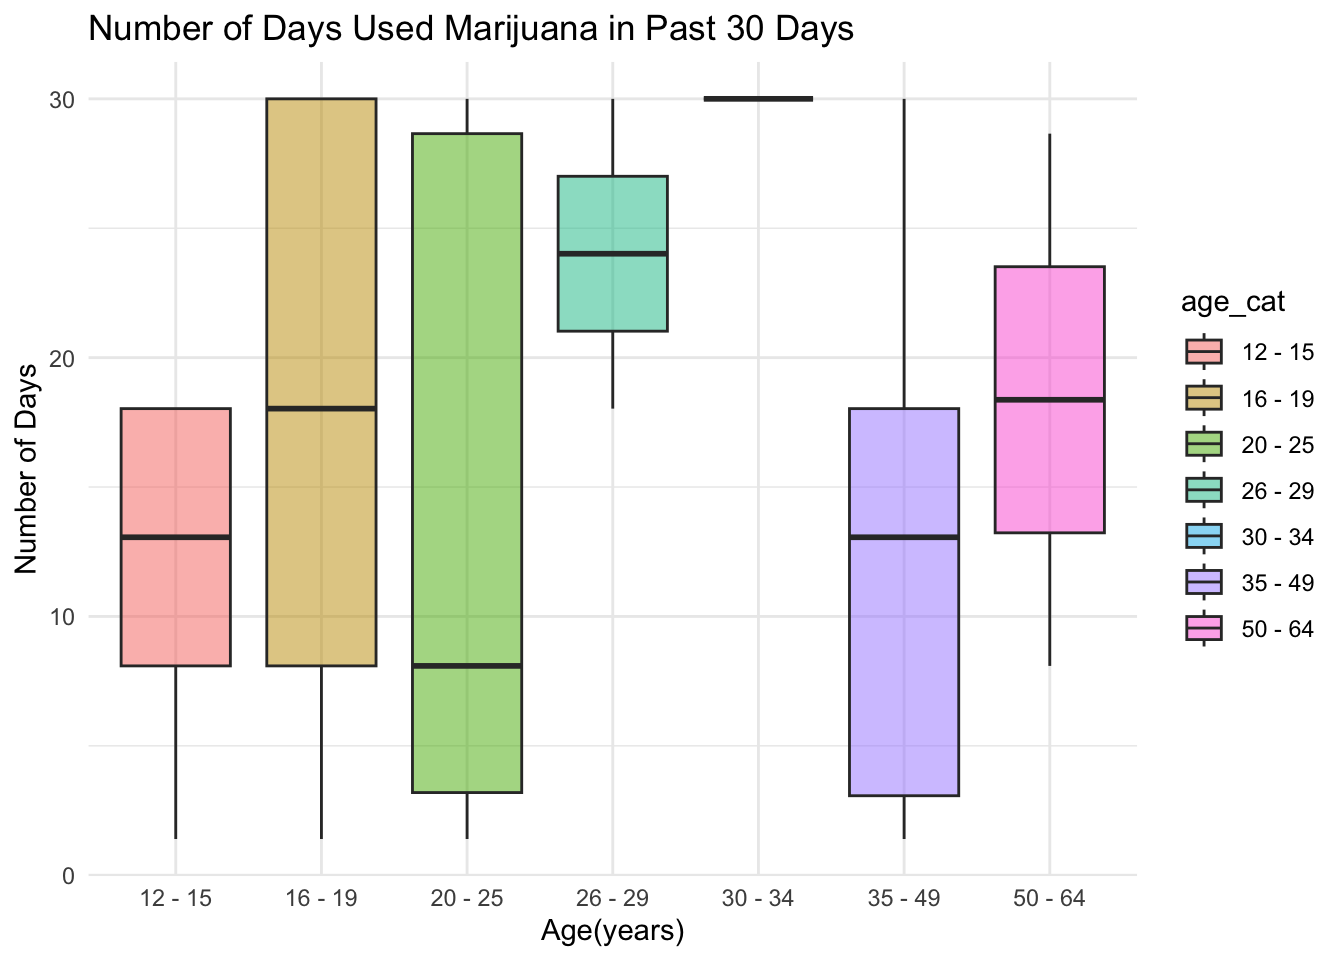 Number of Days Used Marijuana in Past 30 Days
30
20
10
0
Number of Days
12 - 15
16 - 19
20 - 25
26 - 29
30 - 34
35 - 49
50 - 64
Age(years)
age_cat
12 - 15
16 - 19
20 - 25
26 - 29
30 - 34
35 - 49
50 - 64